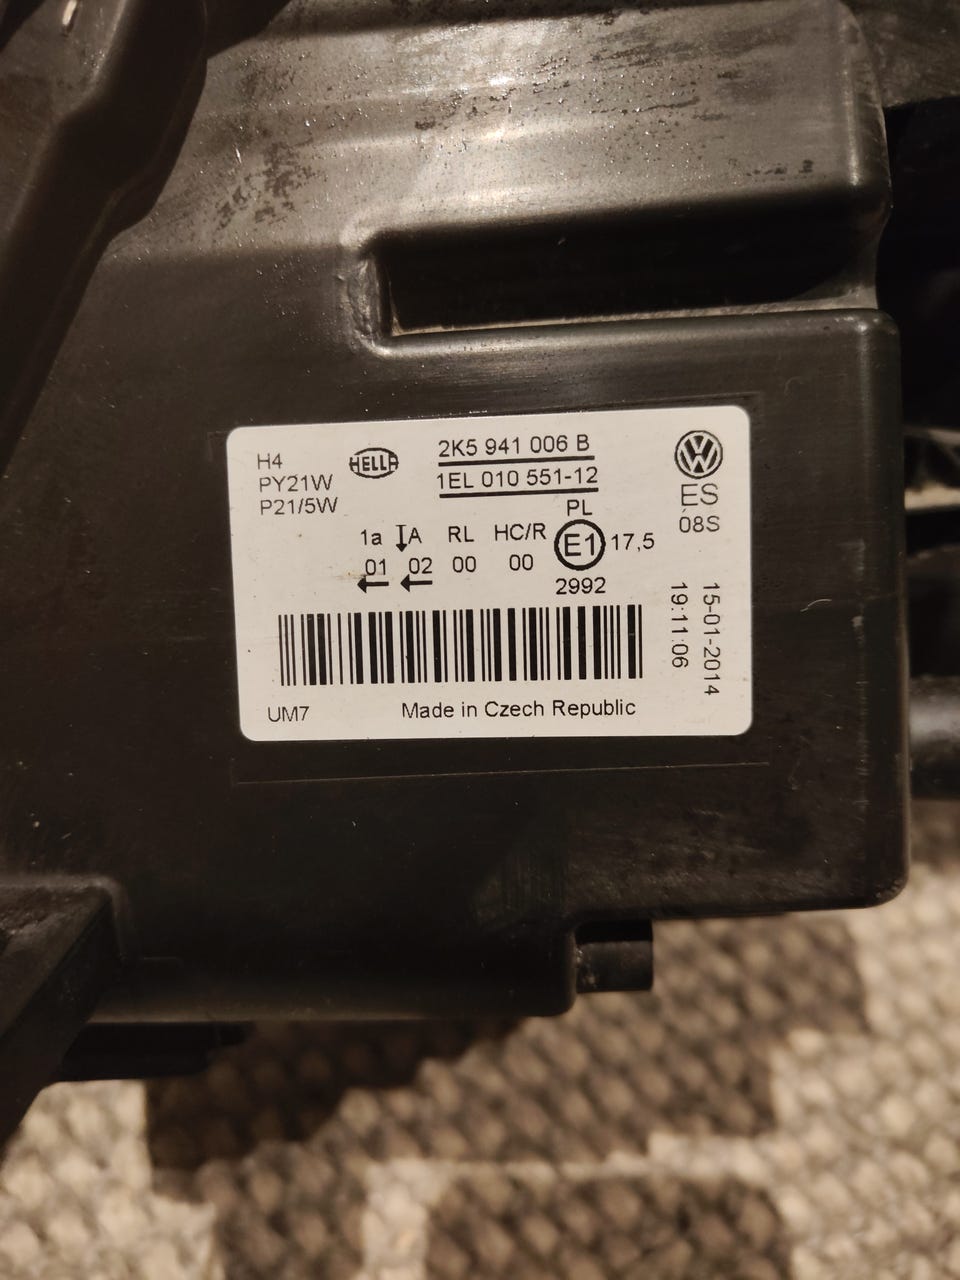 H4
PY21W
P21/5W
HELLA
2K5 941 006 B
1EL 010 551-12
VW
ES
08S
1a A RL HC/R
01 02 00 00
PL
E1
17,5
2992
15-01-2014
19:11:06
UM7
Made in Czech Republic